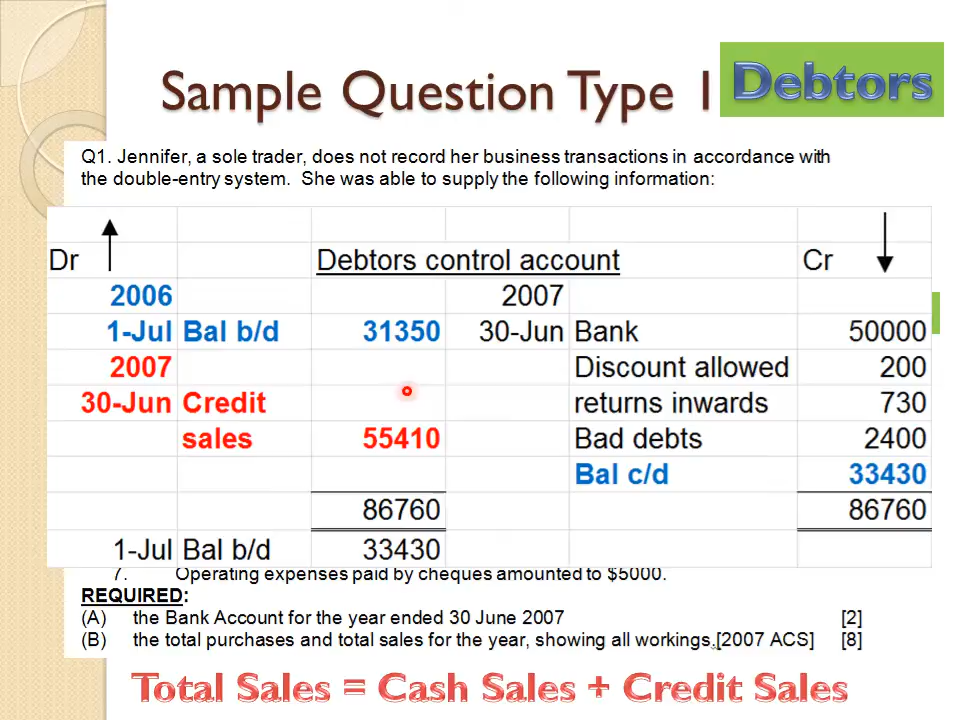 Sample Question Type 1 Debtors
Q1. Jennifer, a sole trader, does not record her business transactions in accordance with
the double-entry system. She was able to supply the following information:
Dr Debtors control account Cr
2006 2007
1-Jul Bal b/d 31350 30-Jun Bank 50000
2007 Discount allowed 200
30-Jun Credit returns inwards 730
sales 55410 Bad debts 2400
Bal c/d 33430
86760 86760
1-Jul Bal b/d 33430
7. Operating expenses paid by cheques amounted to $5000.
REQUIRED:
(A) the Bank Account for the year ended 30 June 2007 [2]
(B) the total purchases and total sales for the year, showing all workings.[2007 ACS] [8]
Total Sales = Cash Sales + Credit Sales